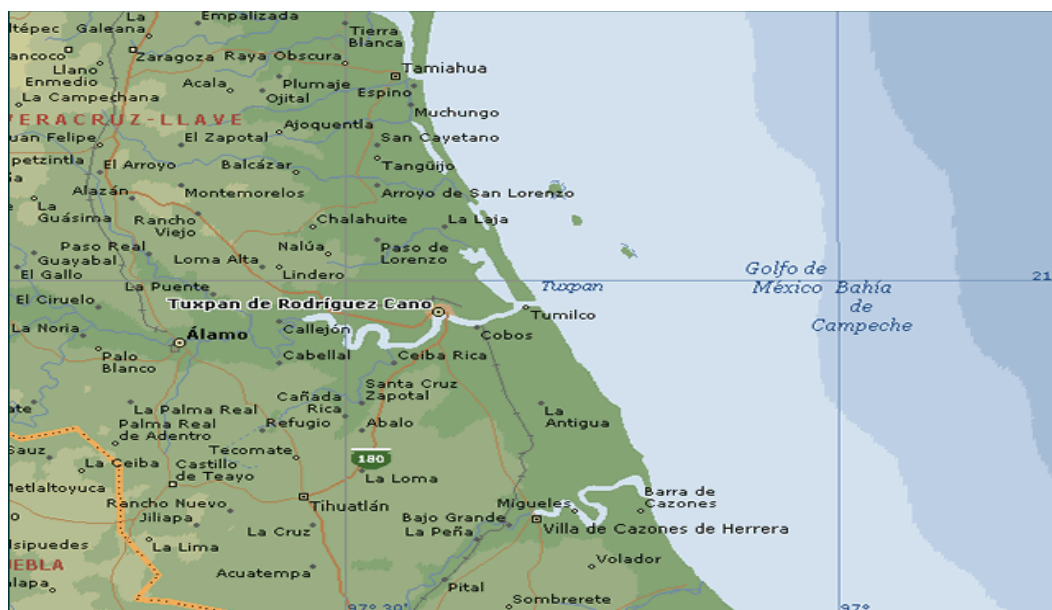 La
Empalizada
Tierra
Blanca
Galeana
Zaragoza
Raya Obscura
Tamiahua
Llano
Enmedio
Acala
Plumaje
Ojital
Espino
La Campechana
Muchungo
VERACRUZ-LLAVE
Ajoquentla
El Zapotal
San Cayetano
El Arroyo
Balcázar
Tangüijo
Alazán
Montemorelos
Arroyo de San Lorenzo
La
Guásima
Rancho
Viejo
Chalahuite
La Laja
Paso Real
Guayabal
Loma Alta
Nalúa
Paso de
Lorenzo
El Gallo
Lindero
Golfo de
México Bahía
de
Campeche
21
La Puente
Tuxpan
El Ciruelo
Tuxpan de Rodríguez Cano
Tumilco
La Noria
Álamo
Callejón
Cobos
Palo
Blanco
Cabellal
Ceiba Rica
Santa Cruz
Zapotal
Cañada
Rica
La Palma Real
La
Antigua
Palma Real
de Adentro
Refugio
Abalo
Tecomate
180
La Ceiba
Castillo
de Teayo
La Loma
Metlaltoyuca
Barra de
Cazones
Rancho Nuevo
Tihuatlán
Migueles
Jiliapa
La Cruz
Bajo Grande
La Peña
Villa de Cazones de Herrera
La Lima
Volador
Acuatempa
Pital
Sombrerete
97° 30'
97°